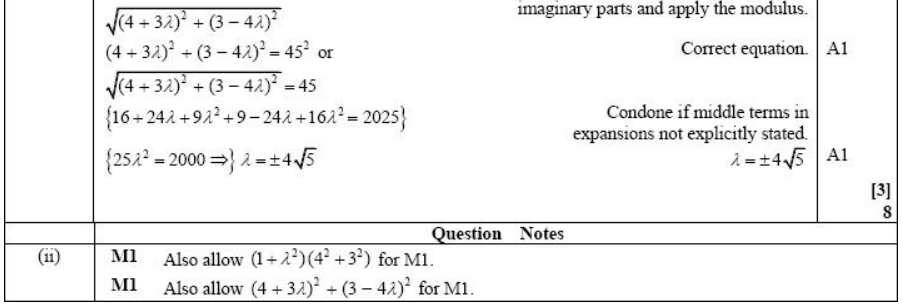 imaginary parts and apply the modulus.
√((4 + 3λ)² + (3 − 4λ)²)
(4 + 3λ)² + (3 − 4λ)² = 45² or Correct equation. A1
√((4 + 3λ)² + (3 − 4λ)²) = 45
{16 + 24λ + 9λ² + 9 − 24λ + 16λ² = 2025} Condone if middle terms in
expansions not explicitly stated.
{25λ² = 2000 ⇒} λ = ±4√5 λ = ±4√5 A1
[3]
8
Question Notes
(ii) M1 Also allow (1 + λ²)(4² + 3²) for M1.
M1 Also allow (4 + 3λ)² + (3 − 4λ)² for M1.